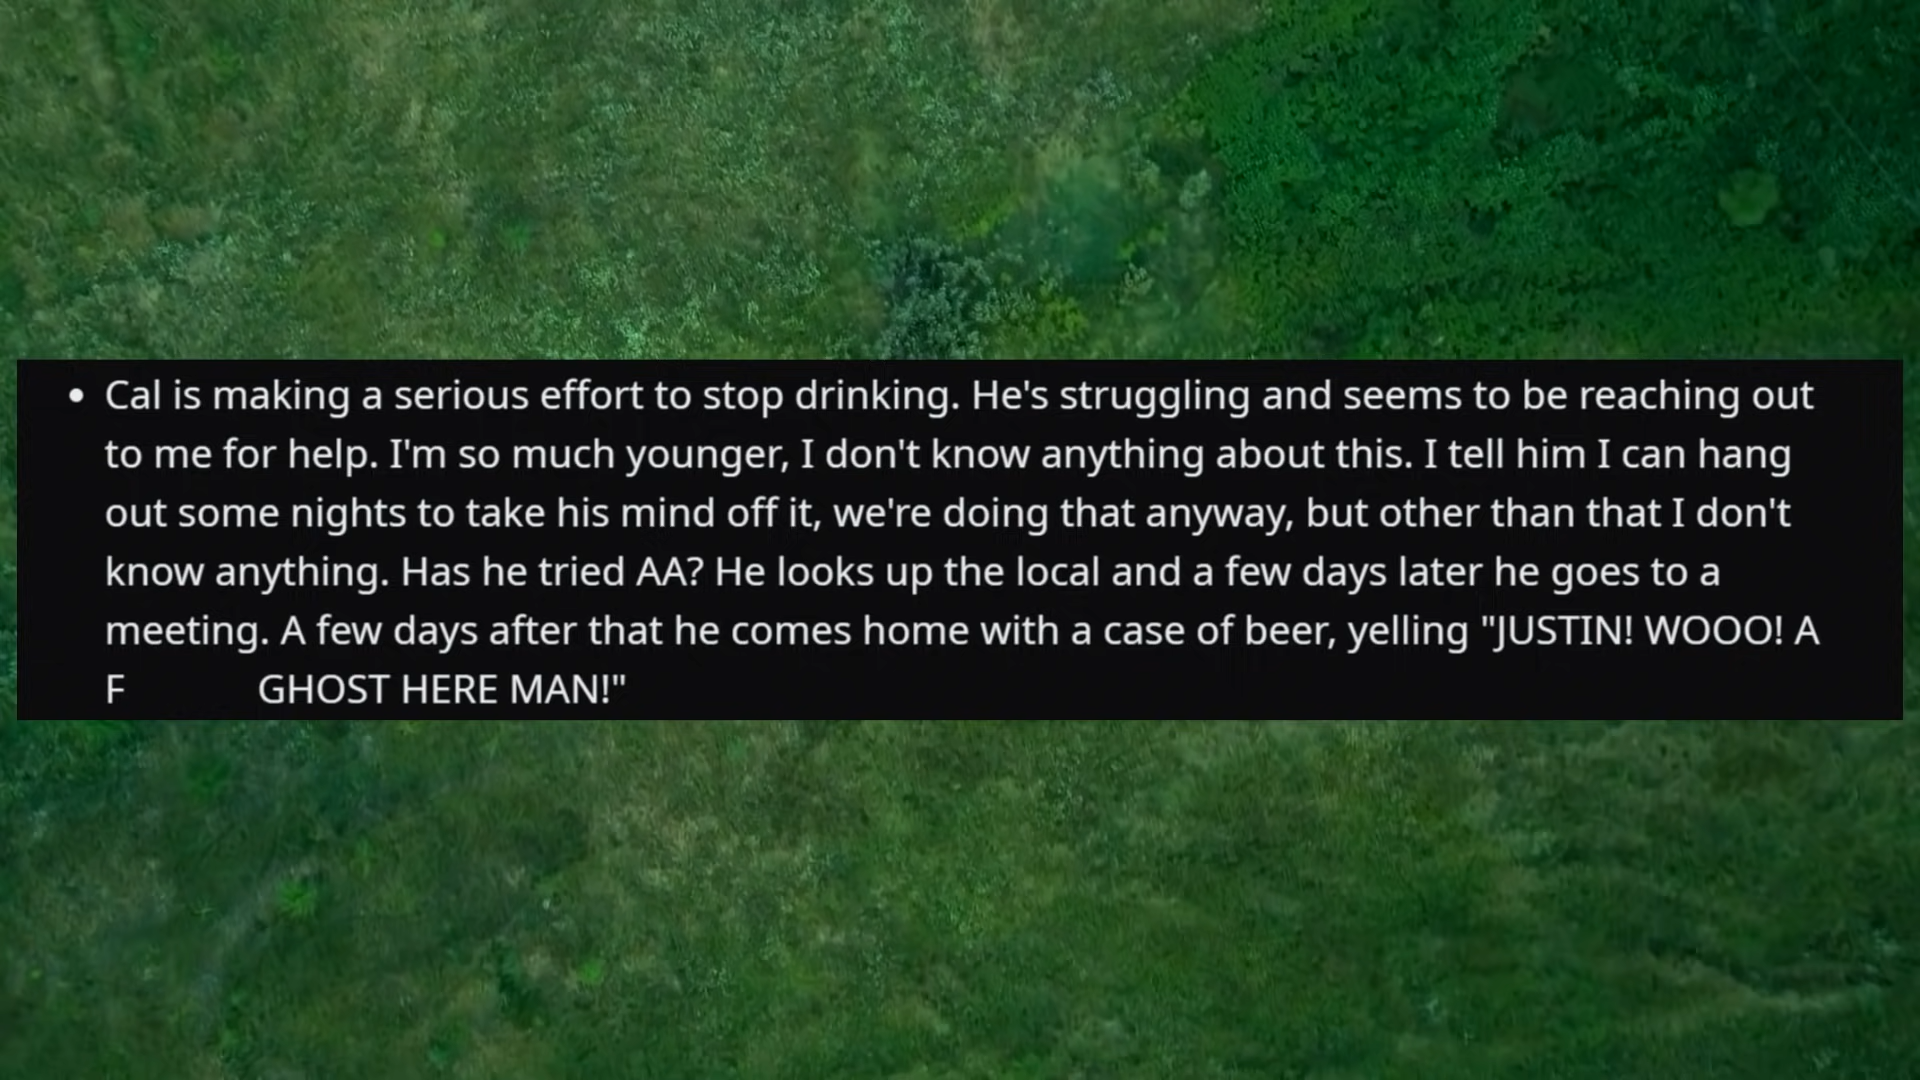 • Cal is making a serious effort to stop drinking. He's struggling and seems to be reaching out
to me for help. I'm so much younger, I don't know anything about this. I tell him I can hang
out some nights to take his mind off it, we're doing that anyway, but other than that I don't
know anything. Has he tried AA? He looks up the local and a few days later he goes to a
meeting. A few days after that he comes home with a case of beer, yelling "JUSTIN! WOOO! A
F GHOST HERE MAN!"